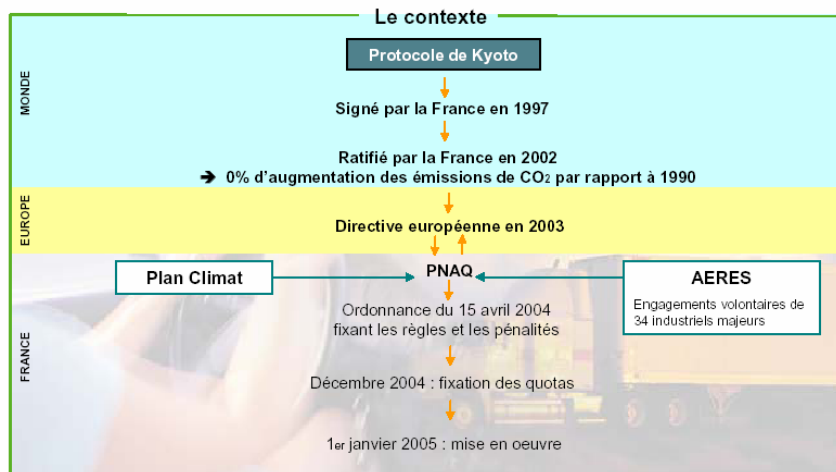 Le contexte
MONDE
Protocole de Kyoto
Signé par la France en 1997
Ratifié par la France en 2002
➔ 0% d'augmentation des émissions de CO₂ par rapport à 1990
EUROPE
Directive européenne en 2003
FRANCE
Plan Climat
PNAQ
AERES
Engagements volontaires de
34 industriels majeurs
Ordonnance du 15 avril 2004
fixant les règles et les pénalités
Décembre 2004 : fixation des quotas
1er janvier 2005 : mise en oeuvre